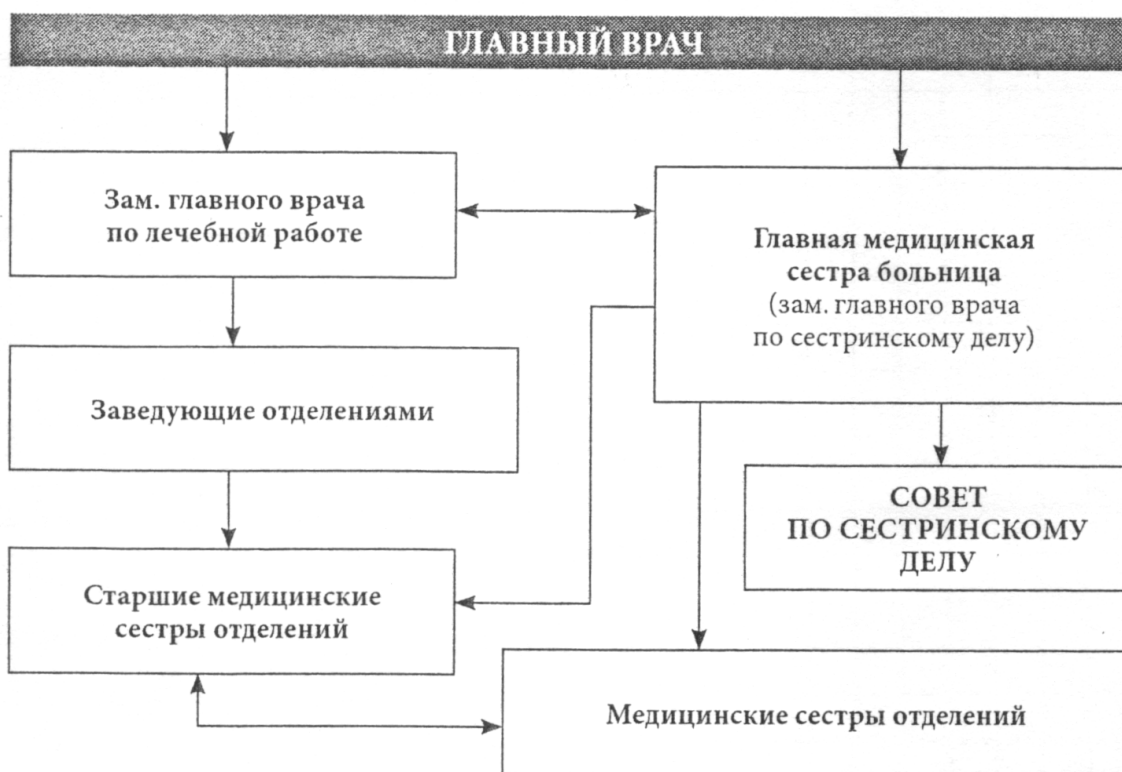 ГЛАВНЫЙ ВРАЧ
Зам. главного врача
по лечебной работе
Главная медицинская
сестра больница
(зам. главного врача
по сестринскому делу)
Заведующие отделениями
СОВЕТ
ПО СЕСТРИНСКОМУ
ДЕЛУ
Старшие медицинские
сестры отделений
Медицинские сестры отделений